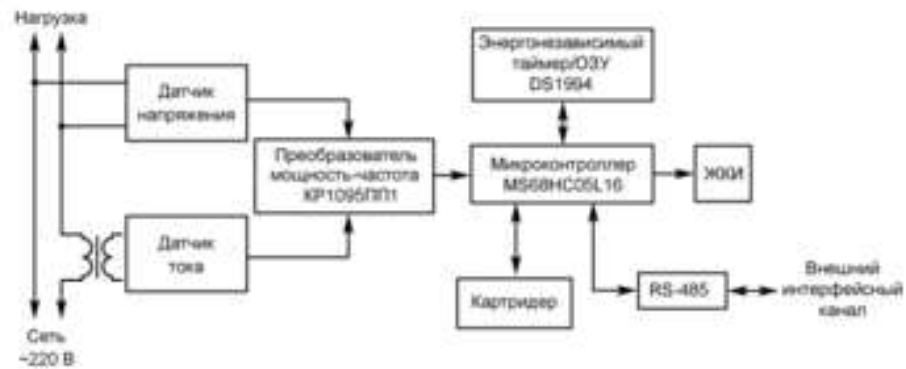 Нагрузка
Датчик
напряжения
Датчик
тока
Сеть
~220 В
Преобразователь
мощность-частота
КР1095ПП1
Энергонезависимый
таймер/ОЗУ
DS1994
Микроконтроллер
MS68HC05L16
ЖКИ
Картридер
RS-485
Внешний
интерфейсный
канал